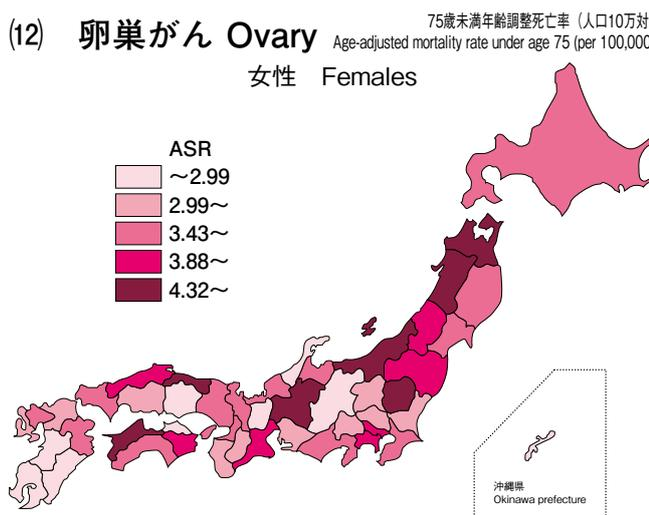 ⑿ 卵巣がん Ovary
75歳未満年齢調整死亡率（人口10万対
Age-adjusted mortality rate under age 75 (per 100,000
女性 Females
ASR
～2.99
2.99～
3.43～
3.88～
4.32～
沖縄県
Okinawa prefecture